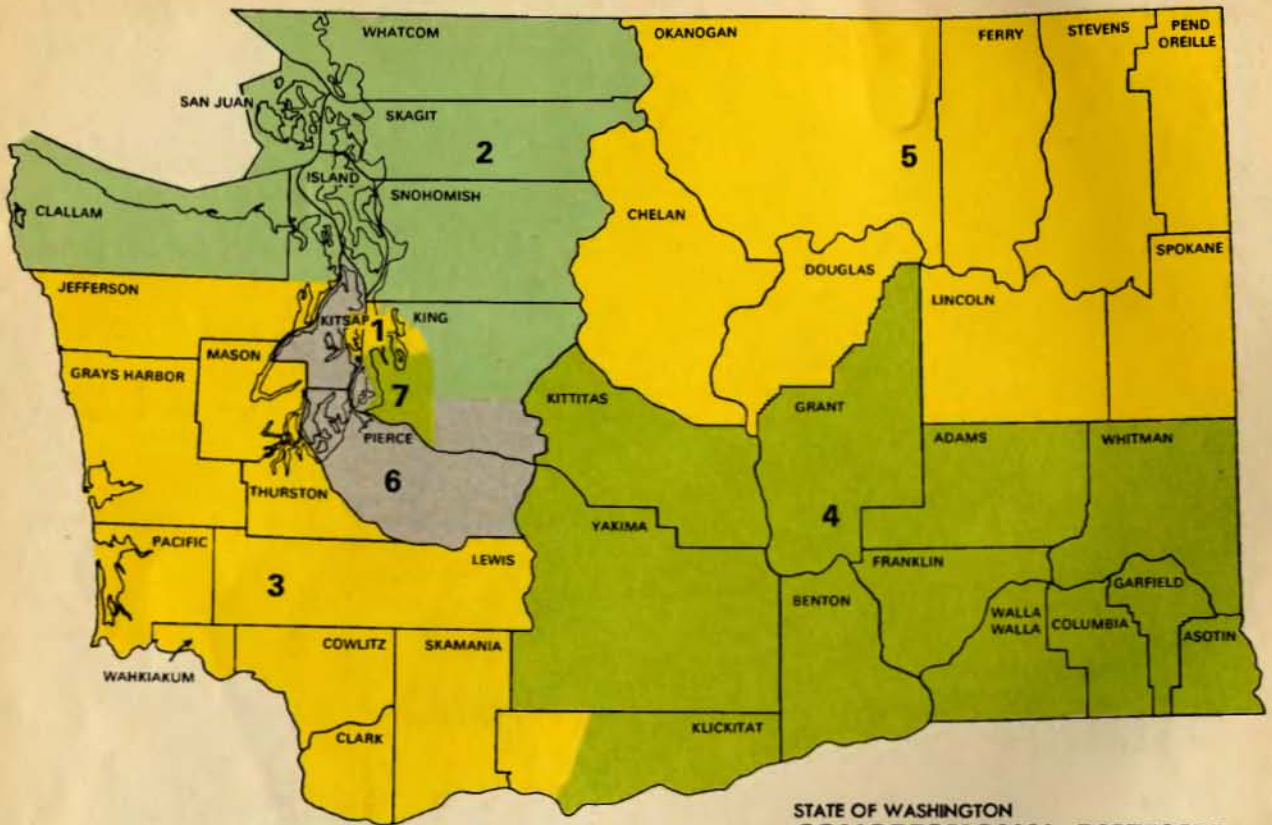 WHATCOM
OKANOGAN
FERRY
STEVENS
PEND
OREILLE
SAN JUAN
SKAGIT
2
5
ISLAND
SNOHOMISH
CLALLAM
CHELAN
SPOKANE
DOUGLAS
JEFFERSON
LINCOLN
KITSAP
1
KING
MASON
GRAYS HARBOR
7
KITTITAS
GRANT
PIERCE
ADAMS
WHITMAN
6
THURSTON
YAKIMA
4
PACIFIC
LEWIS
FRANKLIN
3
GARFIELD
BENTON
WALLA
WALLA
COLUMBIA
COWLITZ
SKAMANIA
ASOTIN
WAHKIAKUM
KLICKITAT
CLARK
STATE OF WASHINGTON